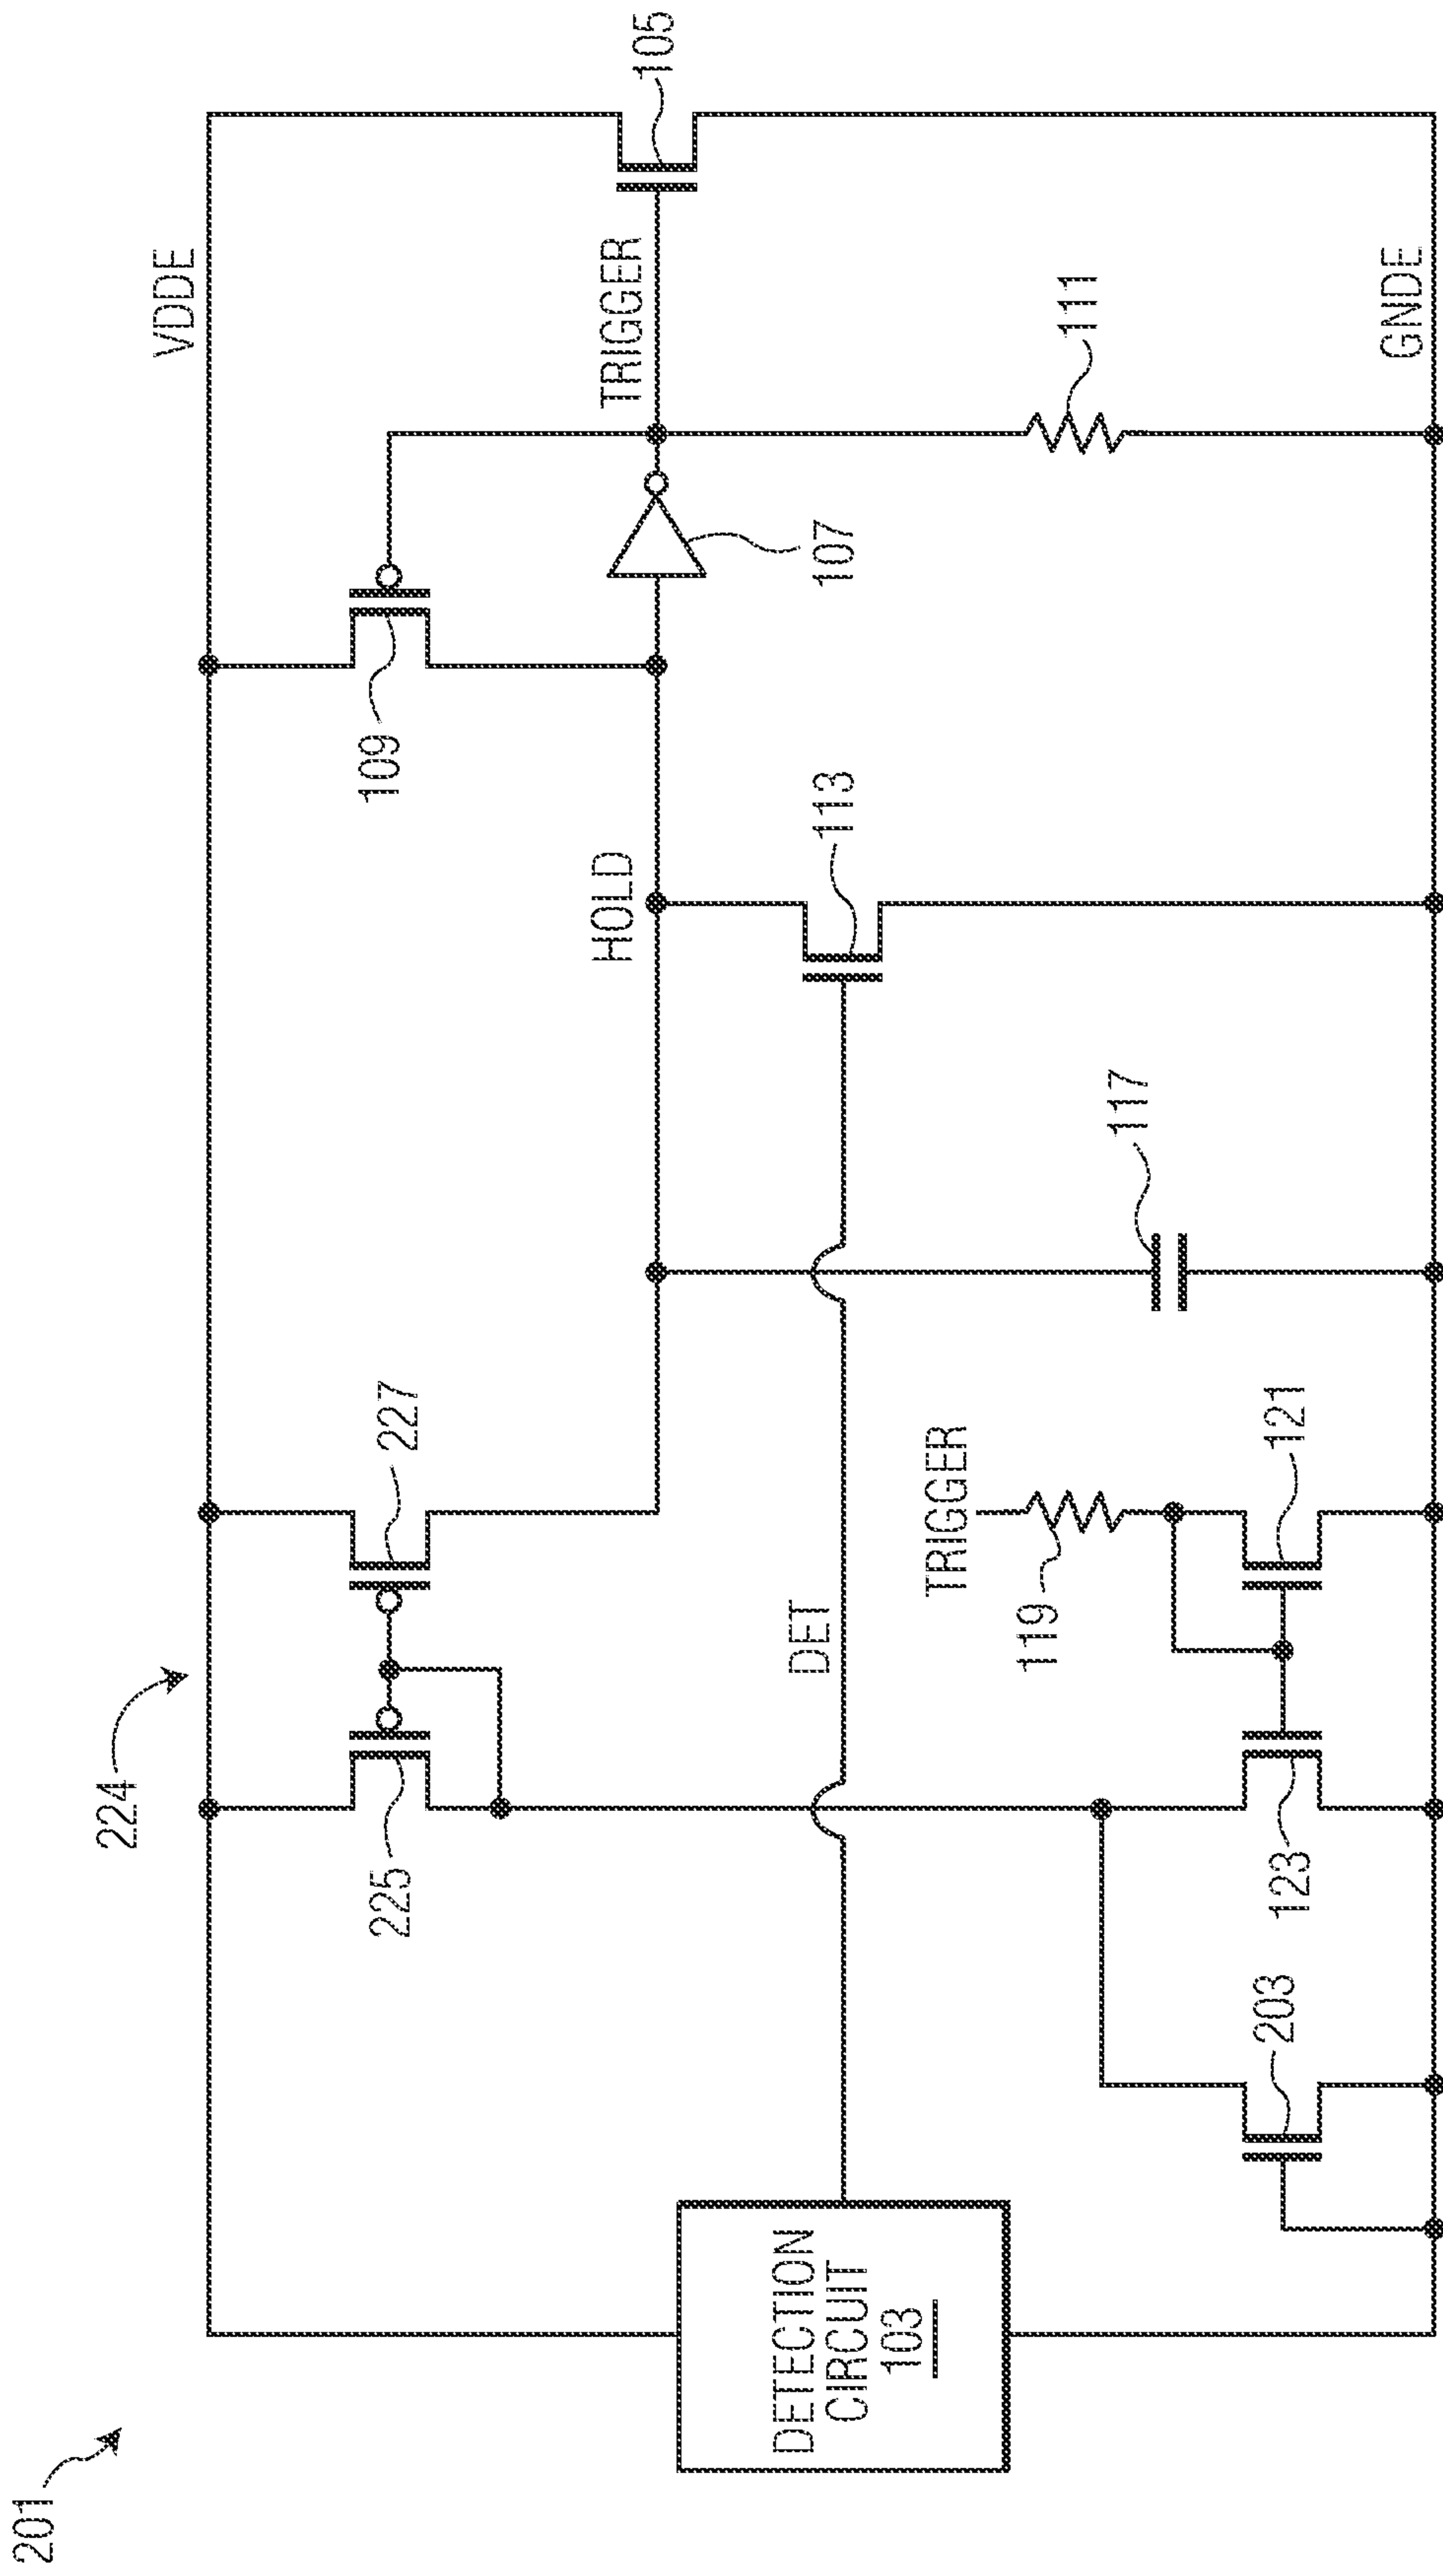 201
224
VDDE
225
227
109
105
HOLD
TRIGGER
107
DET
113
DETECTION
CIRCUIT
103
TRIGGER
119
117
111
203
123
121
GNDE